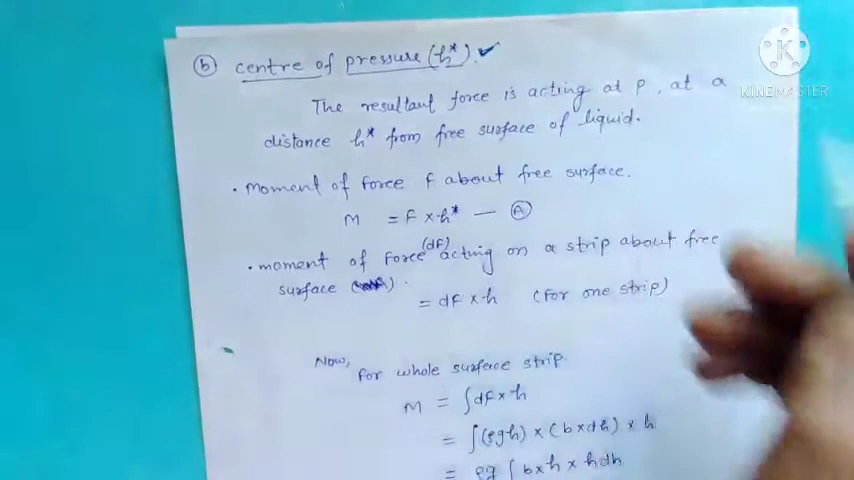 (b) centre of pressure (h*). ✔
The resultant force is acting at P, at a
distance h* from free surface of liquid.
• Moment of Force F about free surface.
M = F × h* — (A)
• moment of Force (dF) acting on a strip about free
surface
= dF × h (For one strip)
Now,
For whole surface strip.
M = ∫dF × h
= ∫(ρgh) × (b × dh) × h
= ρg ∫ b × h × h dh
K
KINEMASTER